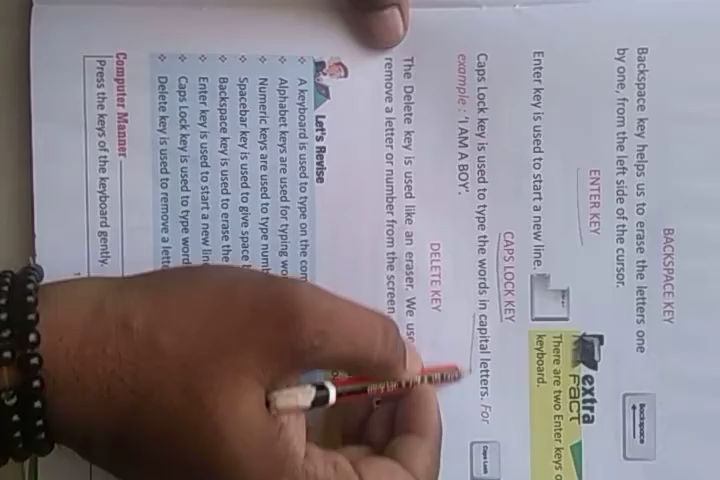 BACKSPACE KEY
Backspace key helps us to erase the letters one
by one, from the left side of the cursor.
Backspace
ENTER KEY
Enter key is used to start a new line.
extra
Fact
There are two Enter keys
keyboard.
CAPS LOCK KEY
Caps Lock key is used to type the words in capital letters. For
example : 'I AM A BOY'.
Caps Lock
DELETE KEY
The Delete key is used like an eraser. We use
remove a letter or number from the screen
Let's Revise
❖ A keyboard is used to type on the com
❖ Alphabet keys are used for typing wo
❖ Numeric keys are used to type numb
❖ Spacebar key is used to give space
❖ Backspace key is used to erase the
❖ Enter key is used to start a new lin
❖ Caps Lock key is used to type word
❖ Delete key is used to remove a lett
Computer Manner
Press the keys of the keyboard gently.